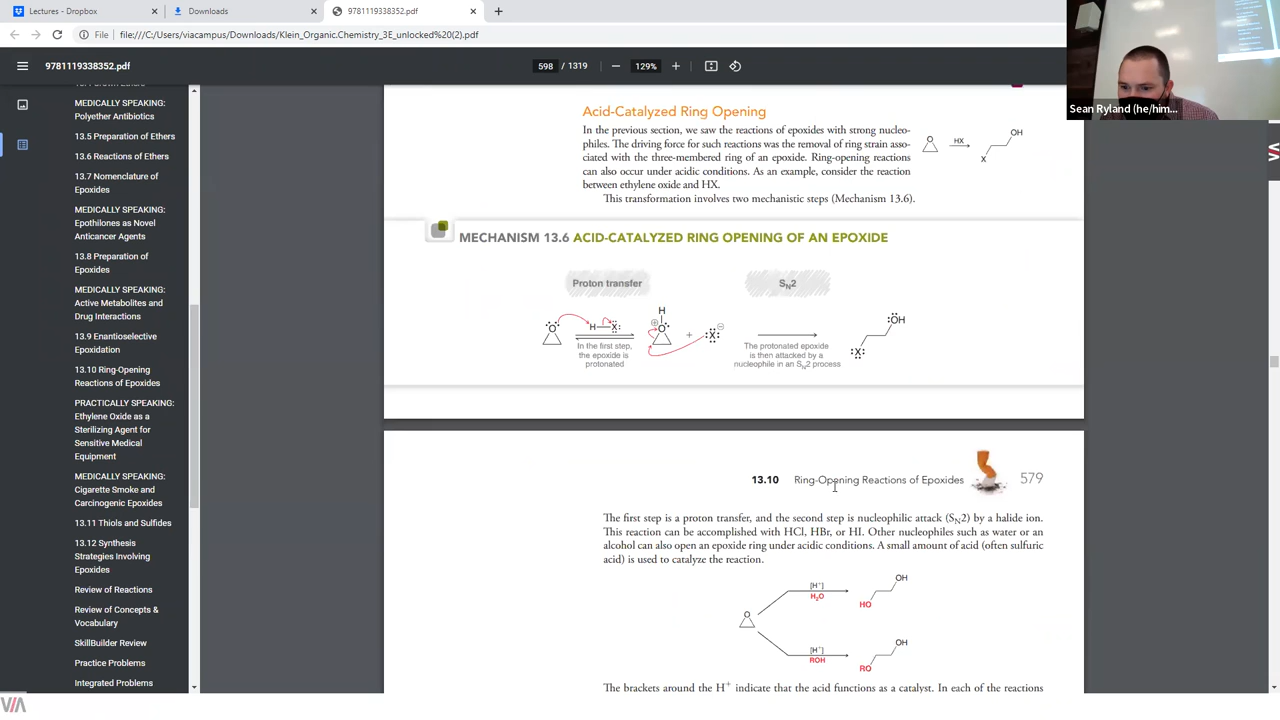 Lectures - Dropbox
Downloads
9781119338352.pdf
File
file:///C:/Users/viacampus/Downloads/Klein_Organic.Chemistry_3E_unlocked%20(2).pdf
9781119338352.pdf
598 / 1319
129%
Sean Ryland (he/him...
MEDICALLY SPEAKING:
Polyether Antibiotics
13.5 Preparation of Ethers
13.6 Reactions of Ethers
13.7 Nomenclature of
Epoxides
MEDICALLY SPEAKING:
Epothilones as Novel
Anticancer Agents
13.8 Preparation of
Epoxides
MEDICALLY SPEAKING:
Active Metabolites and
Drug Interactions
13.9 Enantioselective
Epoxidation
13.10 Ring-Opening
Reactions of Epoxides
PRACTICALLY SPEAKING:
Ethylene Oxide as a
Sterilizing Agent for
Sensitive Medical
Equipment
MEDICALLY SPEAKING:
Cigarette Smoke and
Carcinogenic Epoxides
13.11 Thiols and Sulfides
13.12 Synthesis
Strategies Involving
Epoxides
Review of Reactions
Review of Concepts &
Vocabulary
SkillBuilder Review
Practice Problems
Integrated Problems
Acid-Catalyzed Ring Opening
In the previous section, we saw the reactions of epoxides with strong nucleo-
philes. The driving force for such reactions was the removal of ring strain asso-
ciated with the three-membered ring of an epoxide. Ring-opening reactions
can also occur under acidic conditions. As an example, consider the reaction
between ethylene oxide and HX.
This transformation involves two mechanistic steps (Mechanism 13.6).
O
HX
OH
X
MECHANISM 13.6 ACID-CATALYZED RING OPENING OF AN EPOXIDE
Proton transfer
SN2
O
H—X
H
O
+
X
OH
X
In the first step,
the epoxide is
protonated
The protonated epoxide
is then attacked by a
nucleophile in an SN2 process
13.10 Ring-Opening Reactions of Epoxides 579
The first step is a proton transfer, and the second step is nucleophilic attack (SN2) by a halide ion.
This reaction can be accomplished with HCl, HBr, or HI. Other nucleophiles such as water or an
alcohol can also open an epoxide ring under acidic conditions. A small amount of acid (often sulfuric
acid) is used to catalyze the reaction.
O
[H+]
H2O
OH
HO
[H+]
ROH
OH
RO
The brackets around the H+ indicate that the acid functions as a catalyst. In each of the reactions
VIA